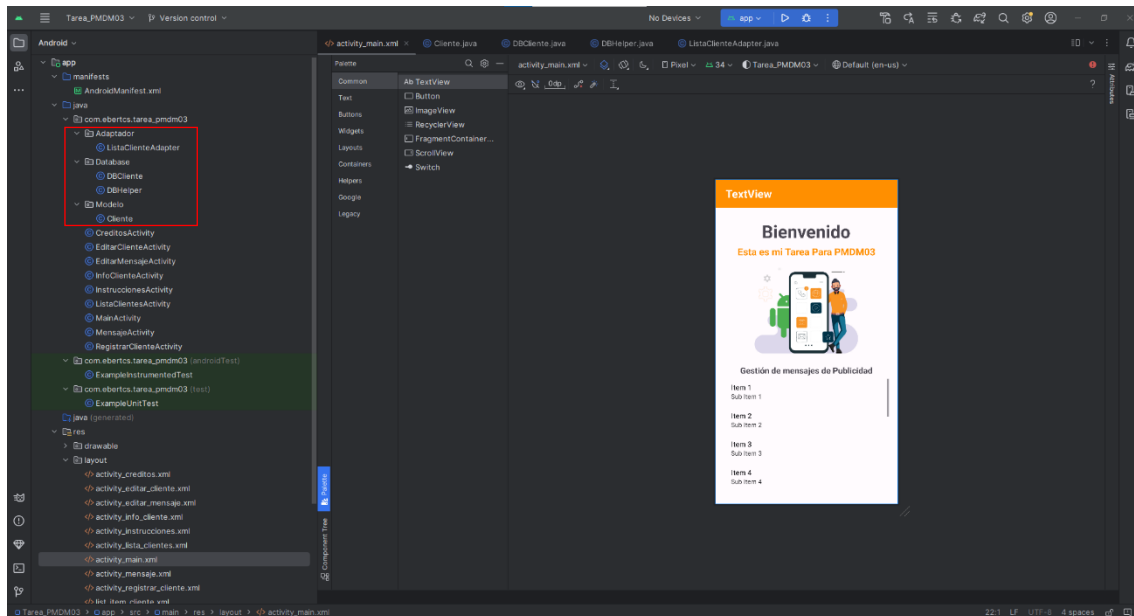 Tarea_PMDM03
Version control
No Devices
app
Android
activity_main.xml
Cliente.java
DBCliente.java
DBHelper.java
ListaClienteAdapter.java
app
manifests
AndroidManifest.xml
java
com.ebertcs.tarea_pmdm03
Adaptador
ListaClienteAdapter
Database
DBCliente
DBHelper
Modelo
Cliente
CreditosActivity
EditarClienteActivity
EditarMensajeActivity
InfoClienteActivity
InstruccionesActivity
ListaClientesActivity
MainActivity
MensajeActivity
RegistrarClienteActivity
com.ebertcs.tarea_pmdm03 (androidTest)
ExampleInstrumentedTest
com.ebertcs.tarea_pmdm03 (test)
ExampleUnitTest
java (generated)
res
drawable
layout
activity_creditos.xml
activity_editar_cliente.xml
activity_editar_mensaje.xml
activity_info_cliente.xml
activity_instrucciones.xml
activity_lista_clientes.xml
activity_main.xml
activity_mensaje.xml
activity_registrar_cliente.xml
list_item_cliente.xml
Palette
Common
Text
Buttons
Widgets
Layouts
Containers
Helpers
Google
Legacy
Ab TextView
Button
ImageView
RecyclerView
FragmentContainer...
ScrollView
Switch
Palette
Component Tree
activity_main.xml
Pixel
34
Tarea_PMDM03
Default (en-us)
0dp
Attributes
TextView
Bienvenido
Esta es mi Tarea Para PMDM03
Gestión de mensajes de Publicidad
Item 1
Sub Item 1
Item 2
Sub Item 2
Item 3
Sub Item 3
Item 4
Sub Item 4
Tarea_PMDM03 > app > src > main > res > layout > activity_main.xml
22:1 LF UTF-8 4 spaces